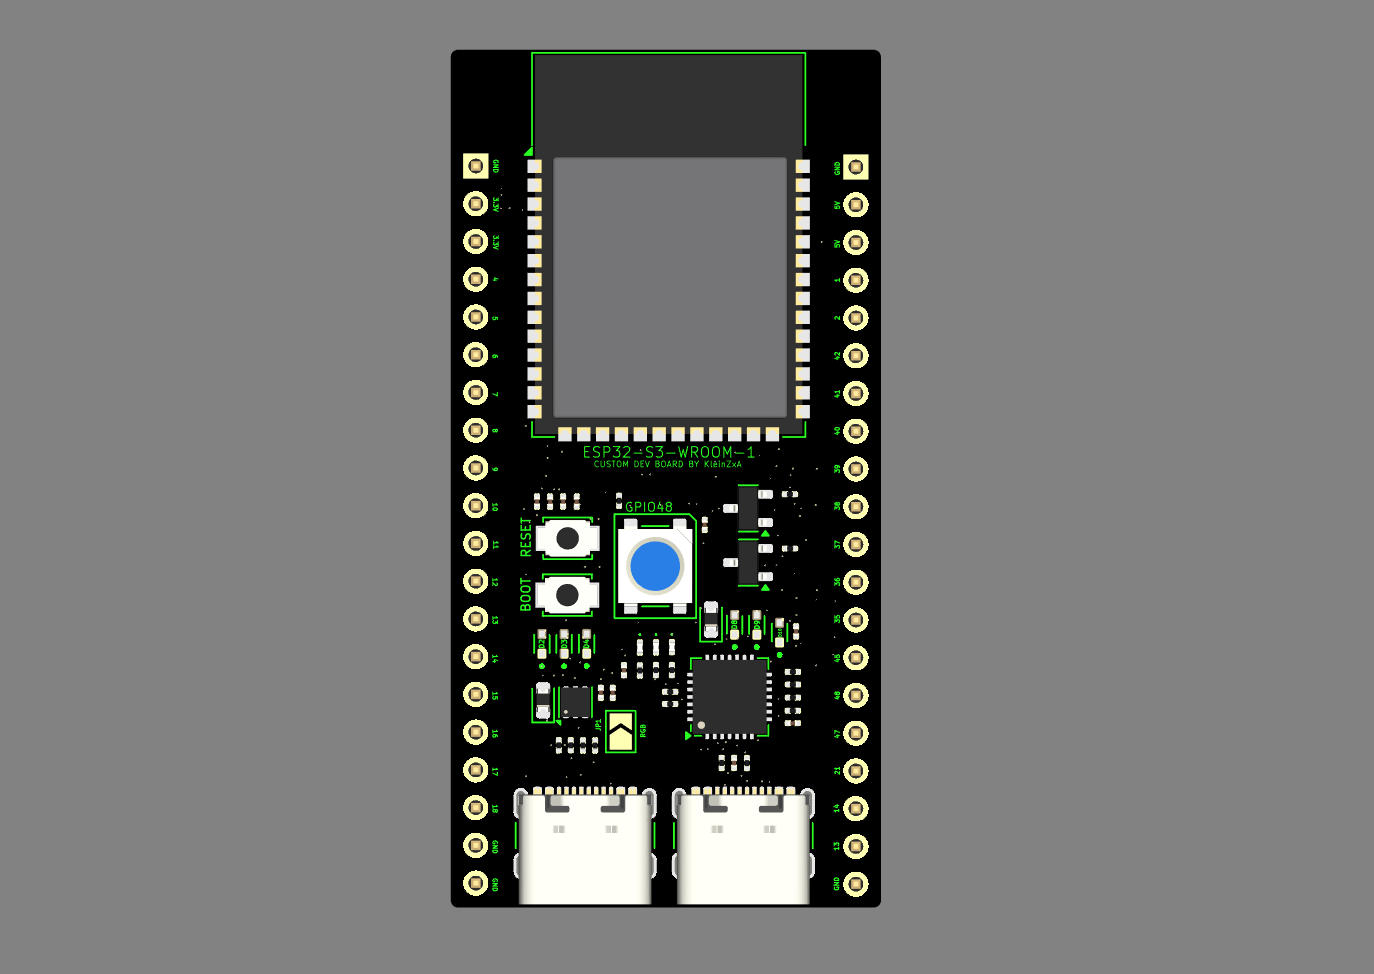 GND
3.3V
3.3V
4
5
6
7
8
9
10
11
12
13
14
15
16
17
18
GND
GND
ESP32-S3-WROOM-1
CUSTOM DEV BOARD BY KleinZxA
GPIO48
RESET
BOOT
D2
D3
D4
D8
D9
JP1
RGB
GND
5V
5V
1
2
42
41
40
39
38
37
36
35
45
48
47
21
14
13
GND